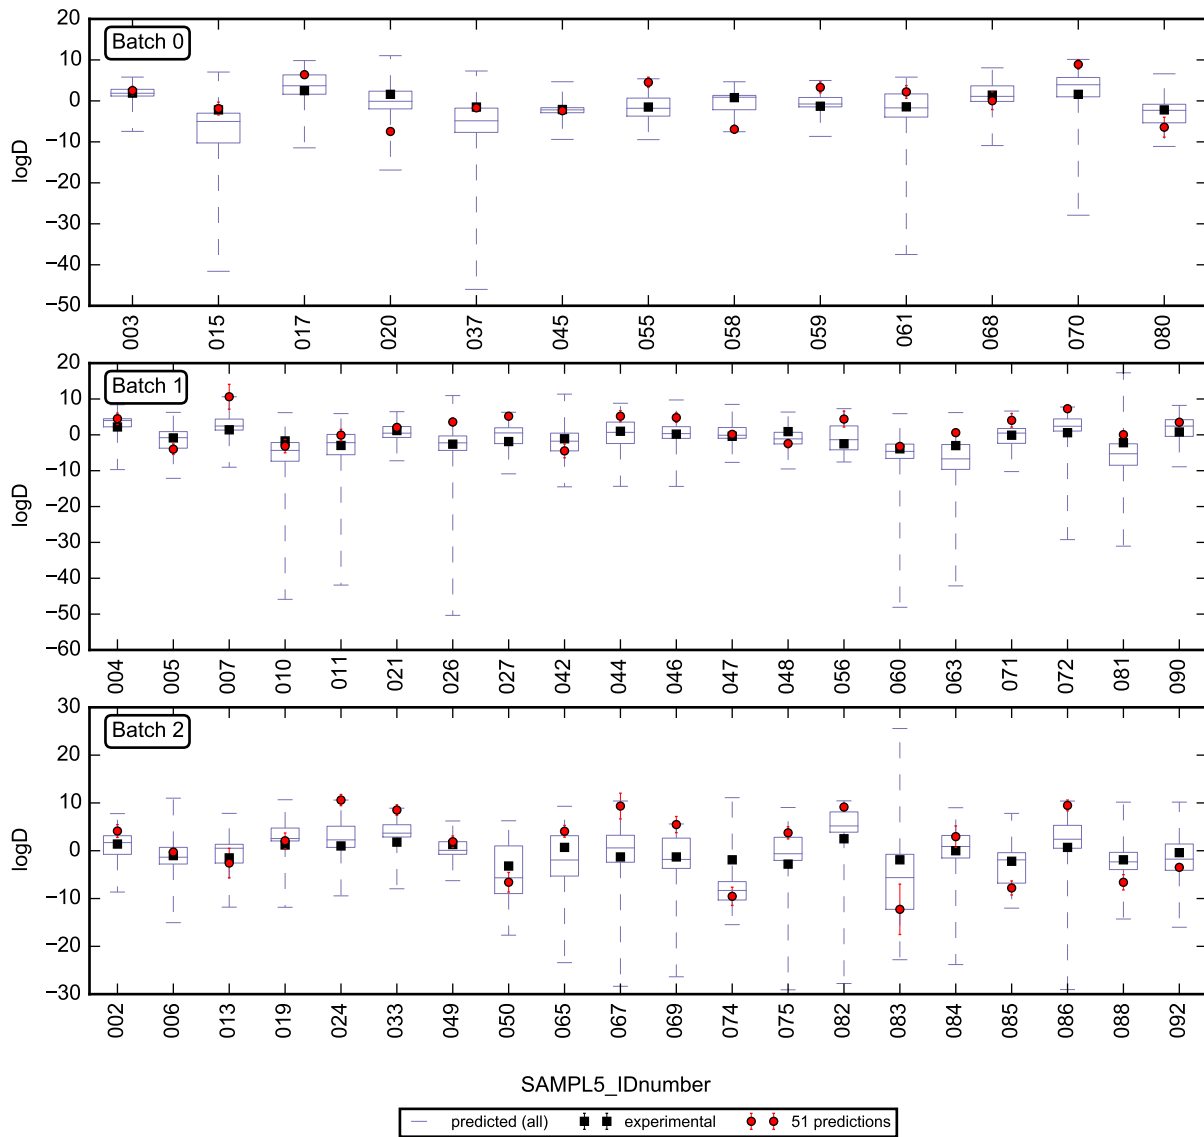 20
10
0
−10
−20
−30
−40
−50
logD
Batch 0
003 015 017 020 037 045 055 058 059 061 068 070 080
20
10
0
−10
−20
−30
−40
−50
−60
logD
Batch 1
004 005 007 010 011 021 026 027 042 044 046 047 048 056 060 063 071 072 081 090
30
20
10
0
−10
−20
−30
logD
Batch 2
002 006 013 019 024 033 049 050 065 067 069 074 075 082 083 084 085 086 088 092
SAMPL5_IDnumber
predicted (all) experimental 51 predictions